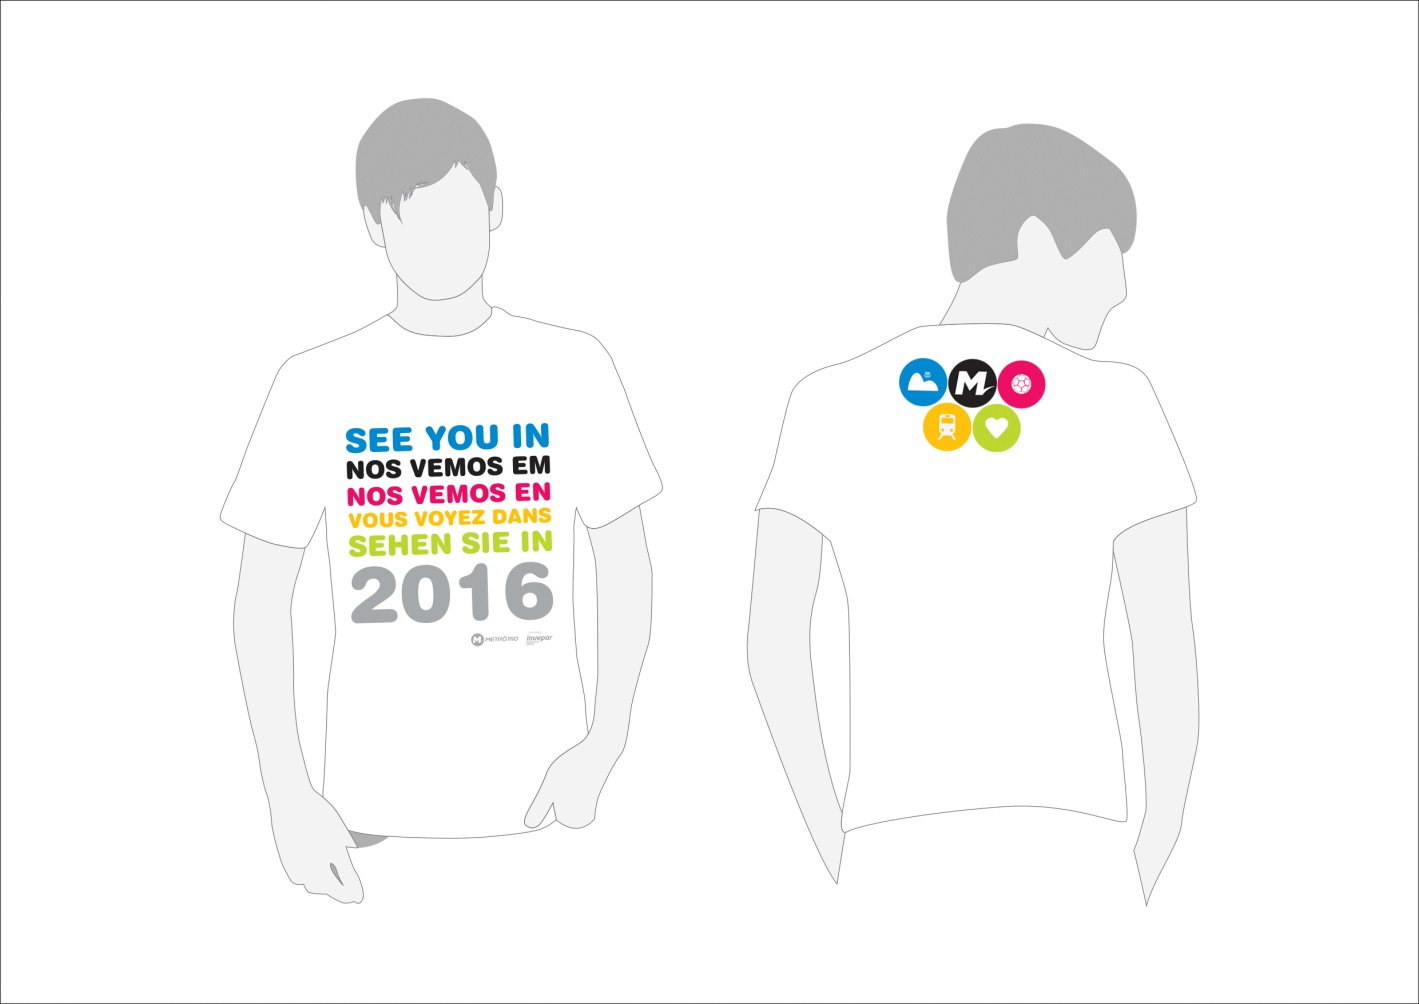 SEE YOU IN
NOS VEMOS EM
NOS VEMOS EN
VOUS VOYEZ DANS
SEHEN SIE IN
2016
M METRÔRIO invepar
M